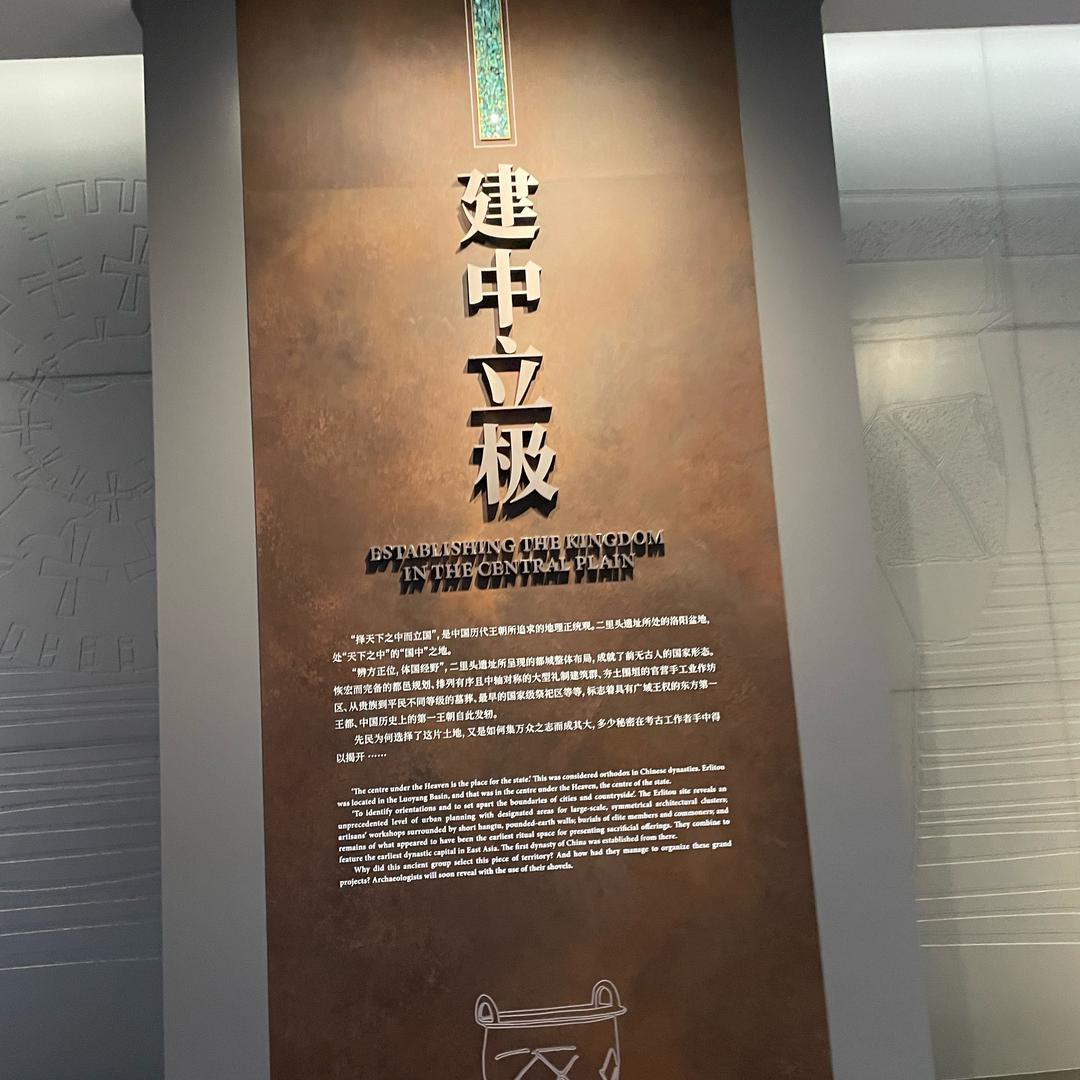 建中立极
ESTABLISHING THE KINGDOM
IN THE CENTRAL PLAIN
“择天下之中而立国”，是中国历代王朝所追求的地理正统观。二里头遗址所处的洛阳盆地，
处“天下之中”的“国中”之地。
“辨方正位，体国经野”，二里头遗址所呈现的都城整体布局，成就了前无古人的国家形态。
恢宏而完备的都邑规划、排列有序且中轴对称的大型礼制建筑群、夯土围垣的官营手工业作坊
区、从贵族到平民不同等级的墓葬、最早的国家级祭祀区等等，标志着具有广域王权的东方第一
王都、中国历史上的第一王朝自此发轫。
先民为何选择了这片土地，又是如何集万众之志而成其大，多少秘密在考古工作者手中得
以揭开 ……
‘The centre under the Heaven is the place for the state.’ This was considered orthodox in Chinese dynasties. Erlitou
was located in the Luoyang Basin, and that was in the centre under the Heaven, the centre of the state.
‘To identify orientations and to set apart the boundaries of cities and countryside’. The Erlitou site reveals an
unprecedented level of urban planning with designated areas for large-scale, symmetrical architectural clusters;
artisans’ workshops surrounded by short hangtu, pounded-earth walls; burials of elite members and commoners; and
remains of what appeared to have been the earliest ritual space for presenting sacrificial offerings. They combine to
feature the earliest dynastic capital in East Asia. The first dynasty of China was established from there.
Why did this ancient group select this piece of territory? And how had they manage to organize these grand
projects? Archaeologists will soon reveal with the use of their shovels.